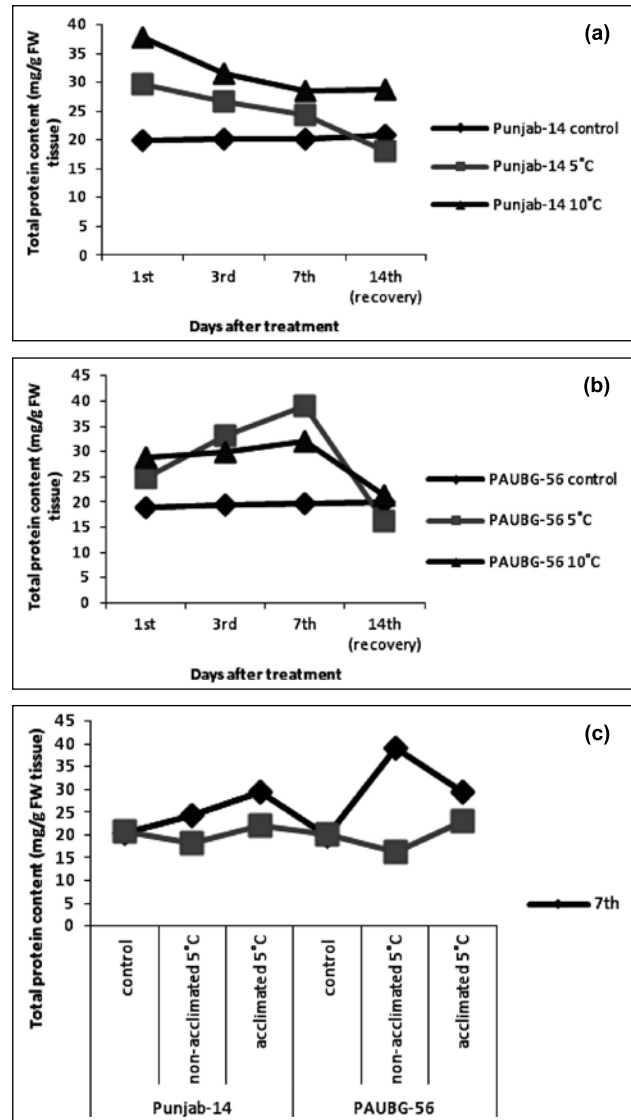 (a)
Total protein content (mg/g FW
tissue)
40
35
30
25
20
15
10
5
0
1st 3rd 7th 14th
(recovery)
Days after treatment
Punjab-14 control
Punjab-14 5°C
Punjab-14 10°C
(b)
Total protein content (mg/g FW
tissue)
45
40
35
30
25
20
15
10
5
0
1st 3rd 7th 14th
(recovery)
Days after treatment
PAUBG-56 control
PAUBG-56 5°C
PAUBG-56 10°C
(c)
Total protein content (mg/g FW tissue)
45
40
35
30
25
20
15
10
5
0
control
non-acclimated 5°C
acclimated 5°C
control
non-acclimated 5°C
acclimated 5°C
Punjab-14 PAUBG-56
7th